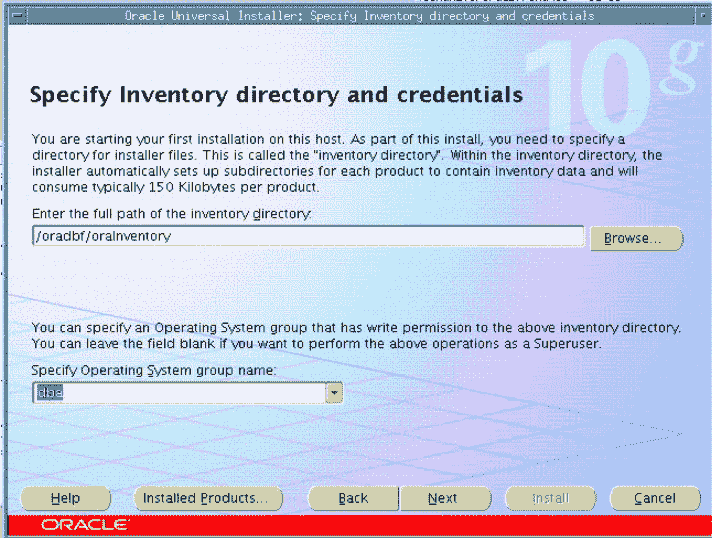 Oracle Universal Installer: Specify Inventory directory and credentials
10g
Specify Inventory directory and credentials
You are starting your first installation on this host. As part of this install, you need to specify a
directory for installer files. This is called the "inventory directory". Within the inventory directory, the
installer automatically sets up subdirectories for each product to contain inventory data and will
consume typically 150 Kilobytes per product.
Enter the full path of the inventory directory:
/oradbf/oraInventory
Browse...
You can specify an Operating System group that has write permission to the above inventory directory.
You can leave the field blank if you want to perform the above operations as a Superuser.
Specify Operating System group name:
dba
Help Installed Products... Back Next Install Cancel
ORACLE